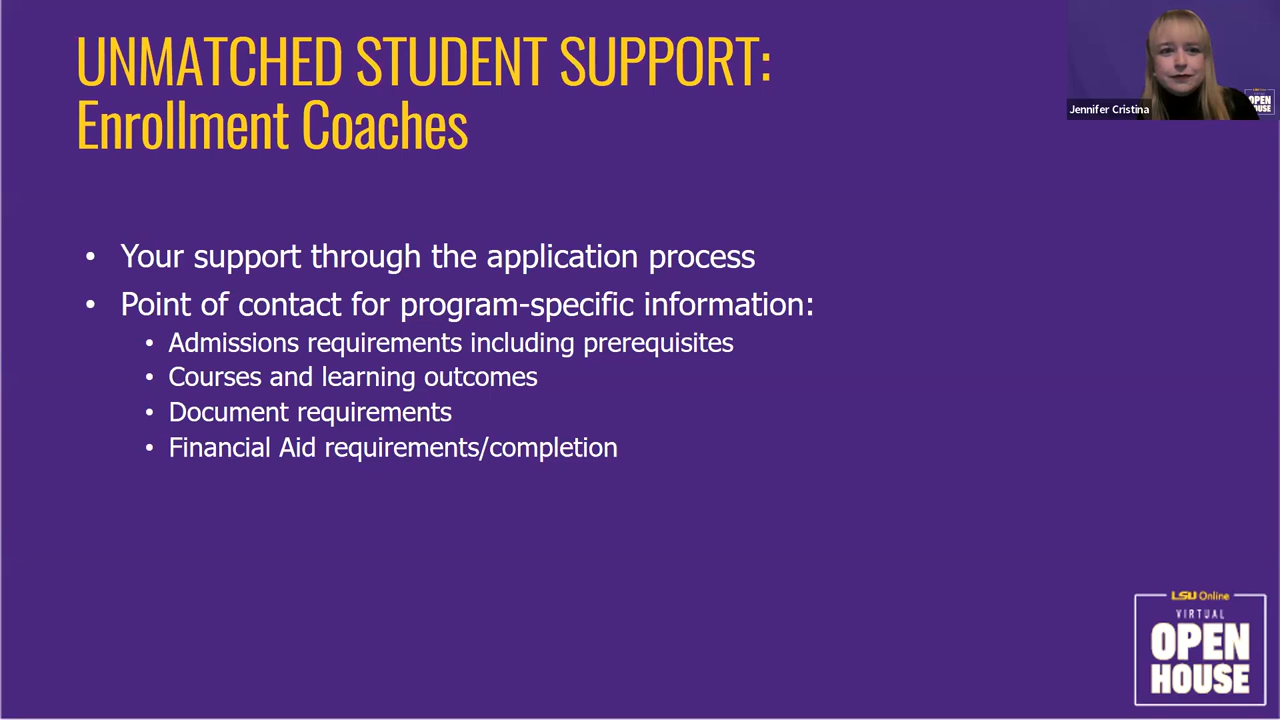 UNMATCHED STUDENT SUPPORT:
Enrollment Coaches
Jennifer Cristina
OPEN
HOUSE
• Your support through the application process
• Point of contact for program-specific information:
• Admissions requirements including prerequisites
• Courses and learning outcomes
• Document requirements
• Financial Aid requirements/completion
LSU Online
VIRTUAL
OPEN
HOUSE